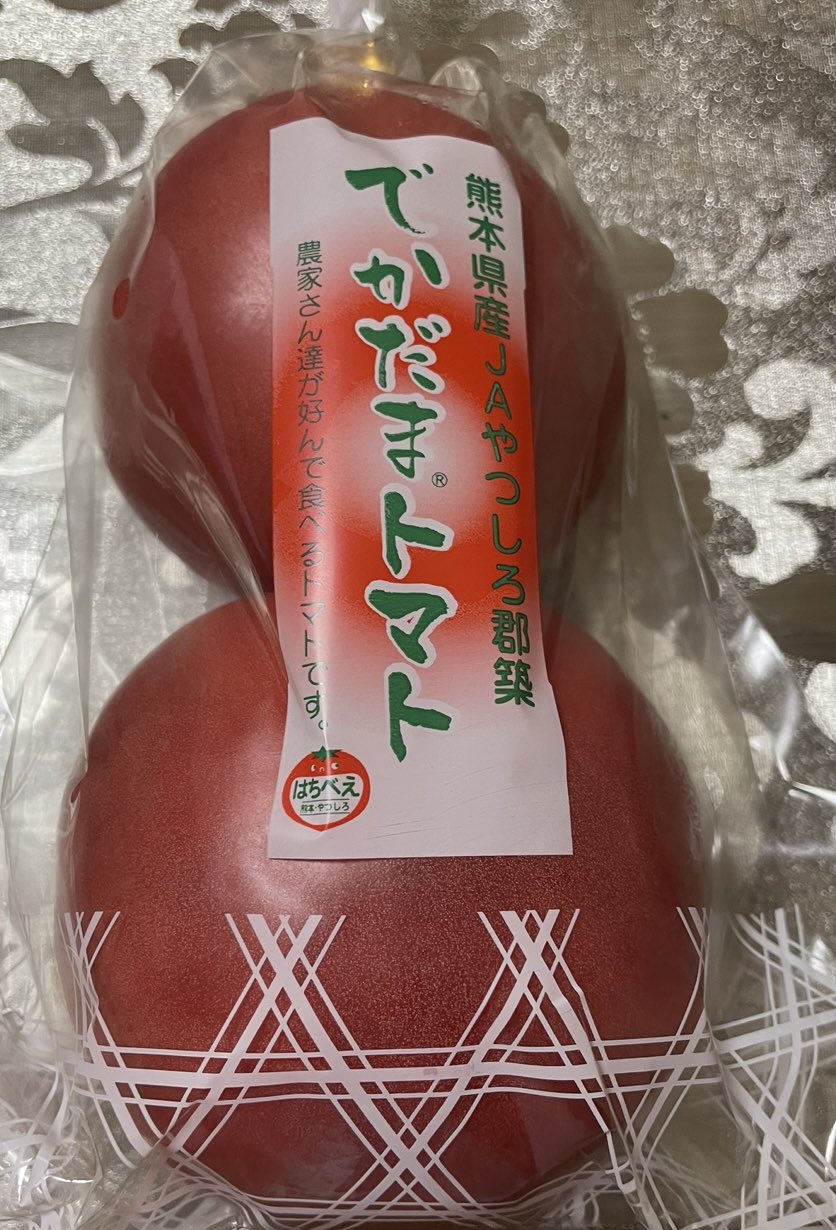 熊本県産JAやつしろ郡築
でかだまトマト®
農家さん達が好んで食べるトマトです。
はちべえ
熊本・やつしろ